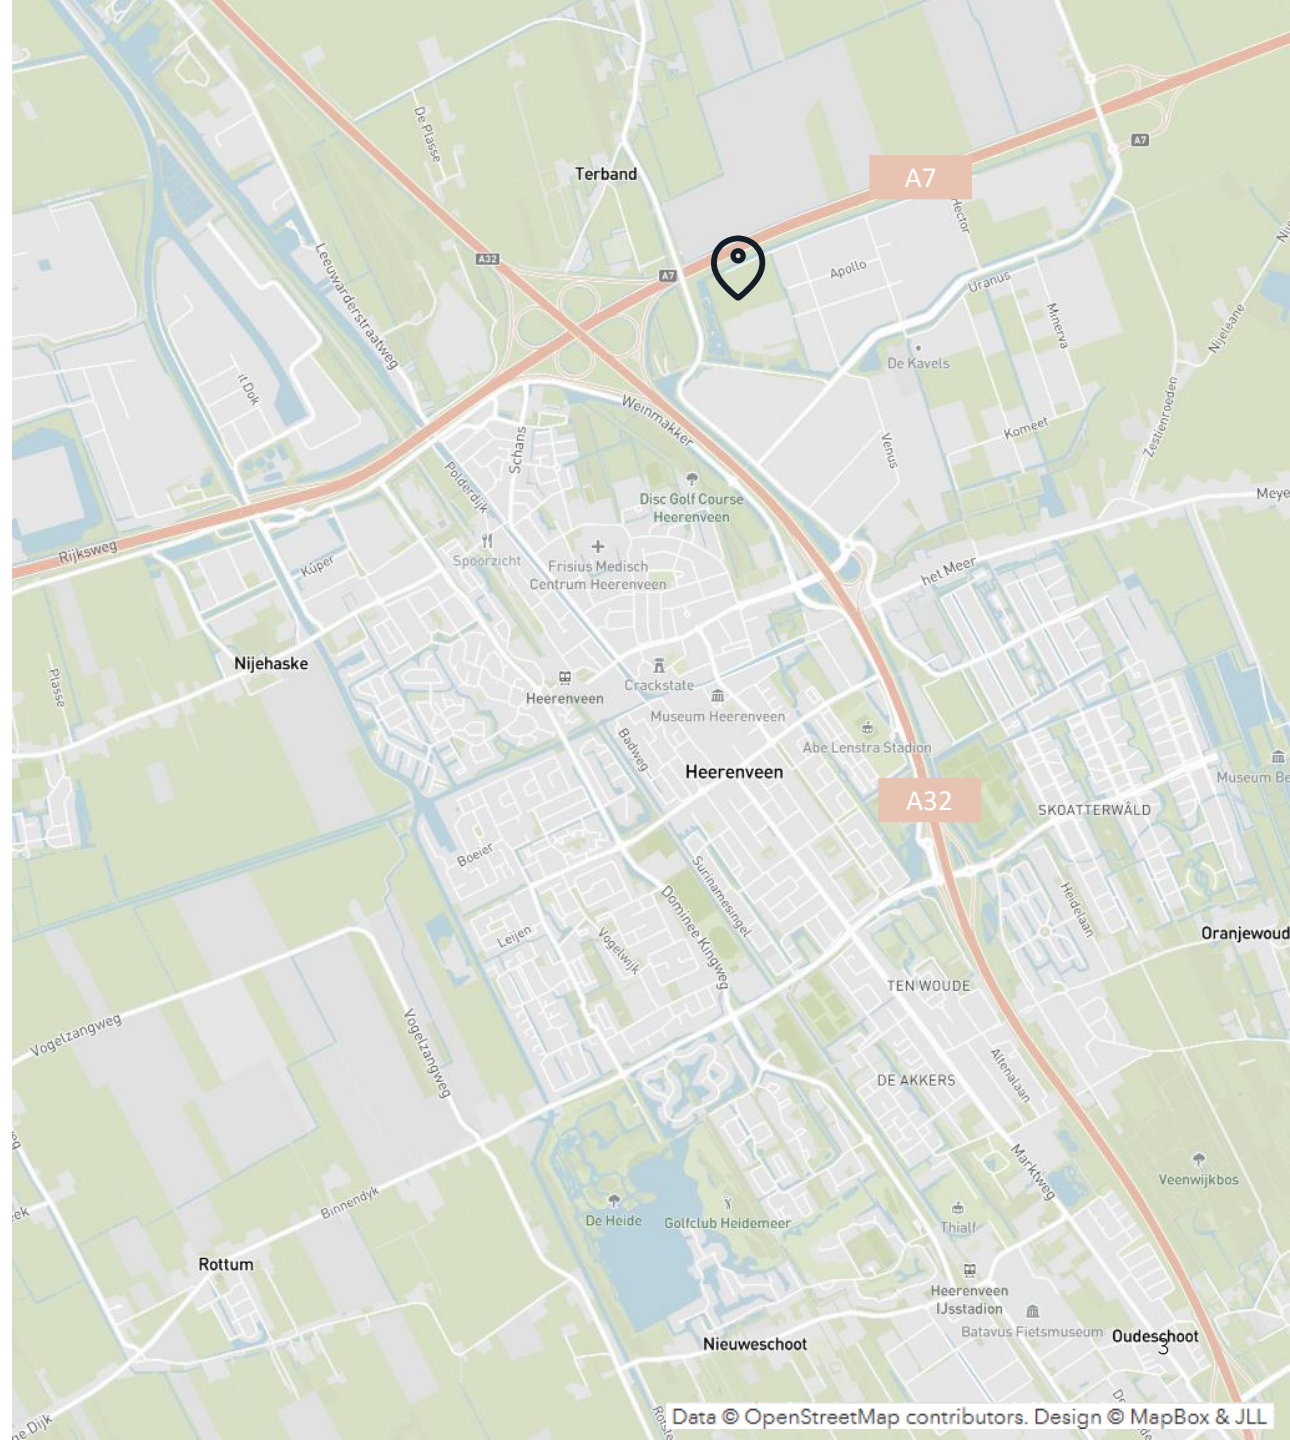 De Plasse
Terband
A7
A7
Hector
A32
A7
Leeuwarderstraatweg
Apollo
Uranus
Minerva
Nijeleane
De Kavels
it Dok
Weinmakker
Schans
Venus
Komeet
Zestienroeden
Polderdijk
Disc Golf Course
Heerenveen
Meye
Rijksweg
Küper
Spoorzicht
Frisius Medisch
Centrum Heerenveen
het Meer
Nijehaske
Plasse
Heerenveen
Crackstate
Museum Heerenveen
Badweg
Abe Lenstra Stadion
Heerenveen
Museum Be
A32
SKOATTERWÂLD
Boeier
Surinamesingel
Dominee Kingweg
Heidelaan
Leijen
Vogelwijk
Oranjewoud
TEN WOUDE
Vogelzangweg
Vogelzangweg
Altenalaan
DE AKKERS
Marktweg
Veenwijkbos
Binnendyk
De Heide
Golfclub Heidemeer
Thialf
Rottum
Heerenveen
IJsstadion
Batavus Fietsmuseum
Oudeschoot
3
Nieuweschoot
Data © OpenStreetMap contributors. Design © MapBox & JLL